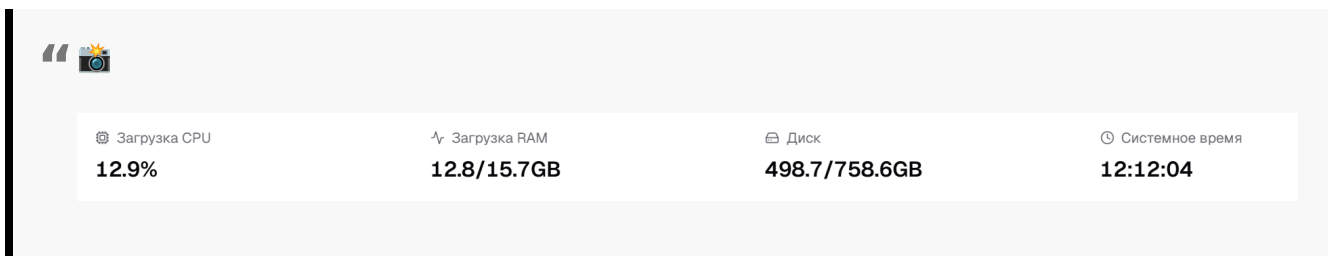 “ 📸
Загрузка CPU
12.9%
Загрузка RAM
12.8/15.7GB
Диск
498.7/758.6GB
Системное время
12:12:04